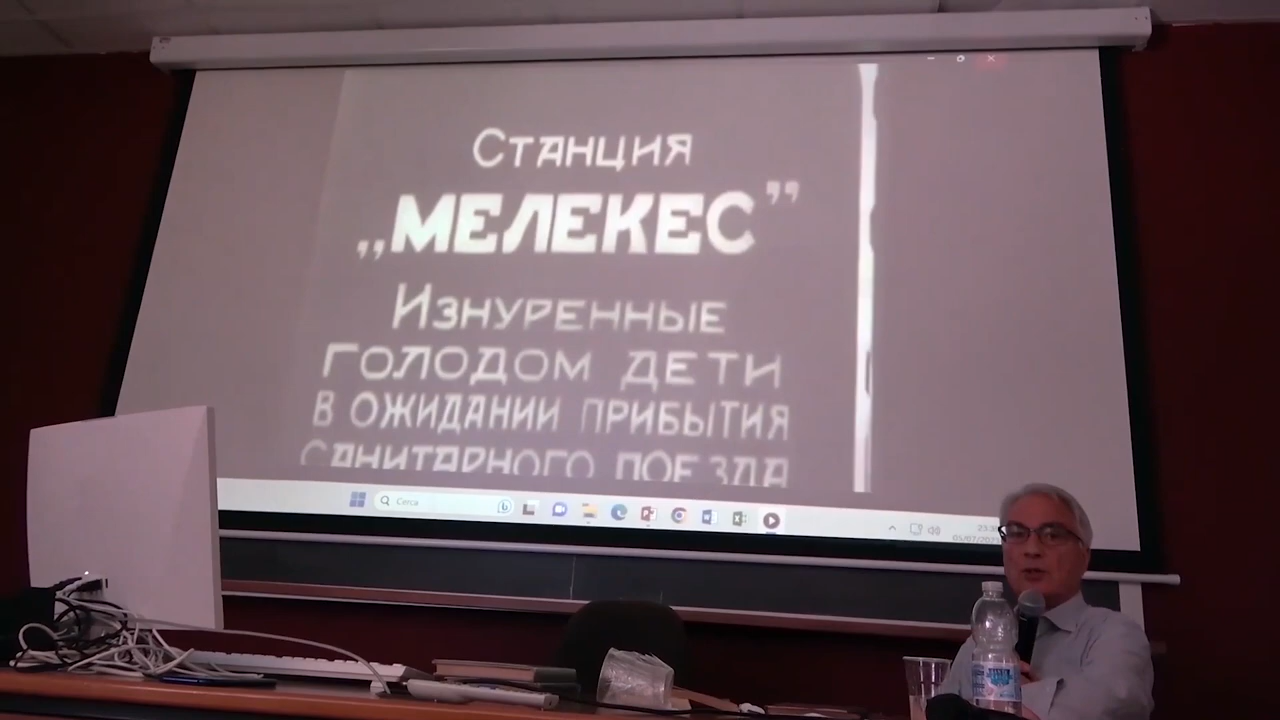 Станция
„МЕЛЕКЕС”
Изнуренные
голодом дети
в ожидании прибытия
санитарного поезда
Cerca